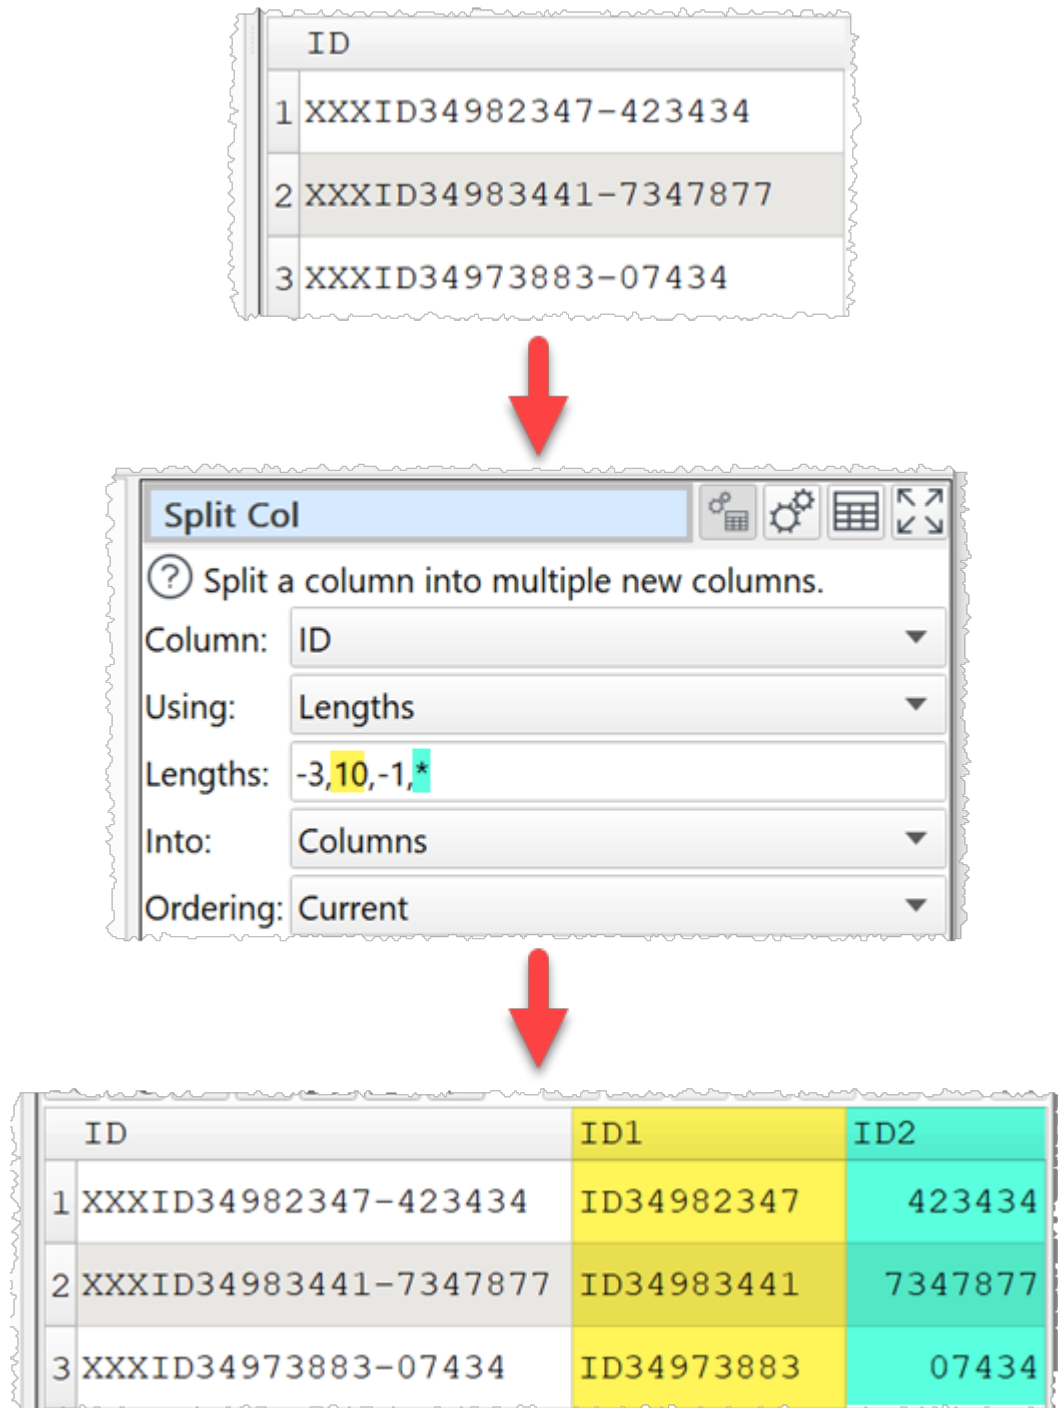 ID
1 XXXID34982347-423434
2 XXXID34983441-7347877
3 XXXID34973883-07434
Split Col
? Split a column into multiple new columns.
Column: ID
Using: Lengths
Lengths: -3,10,-1,*
Into: Columns
Ordering: Current
ID ID1 ID2
1 XXXID34982347-423434 ID34982347 423434
2 XXXID34983441-7347877 ID34983441 7347877
3 XXXID34973883-07434 ID34973883 07434